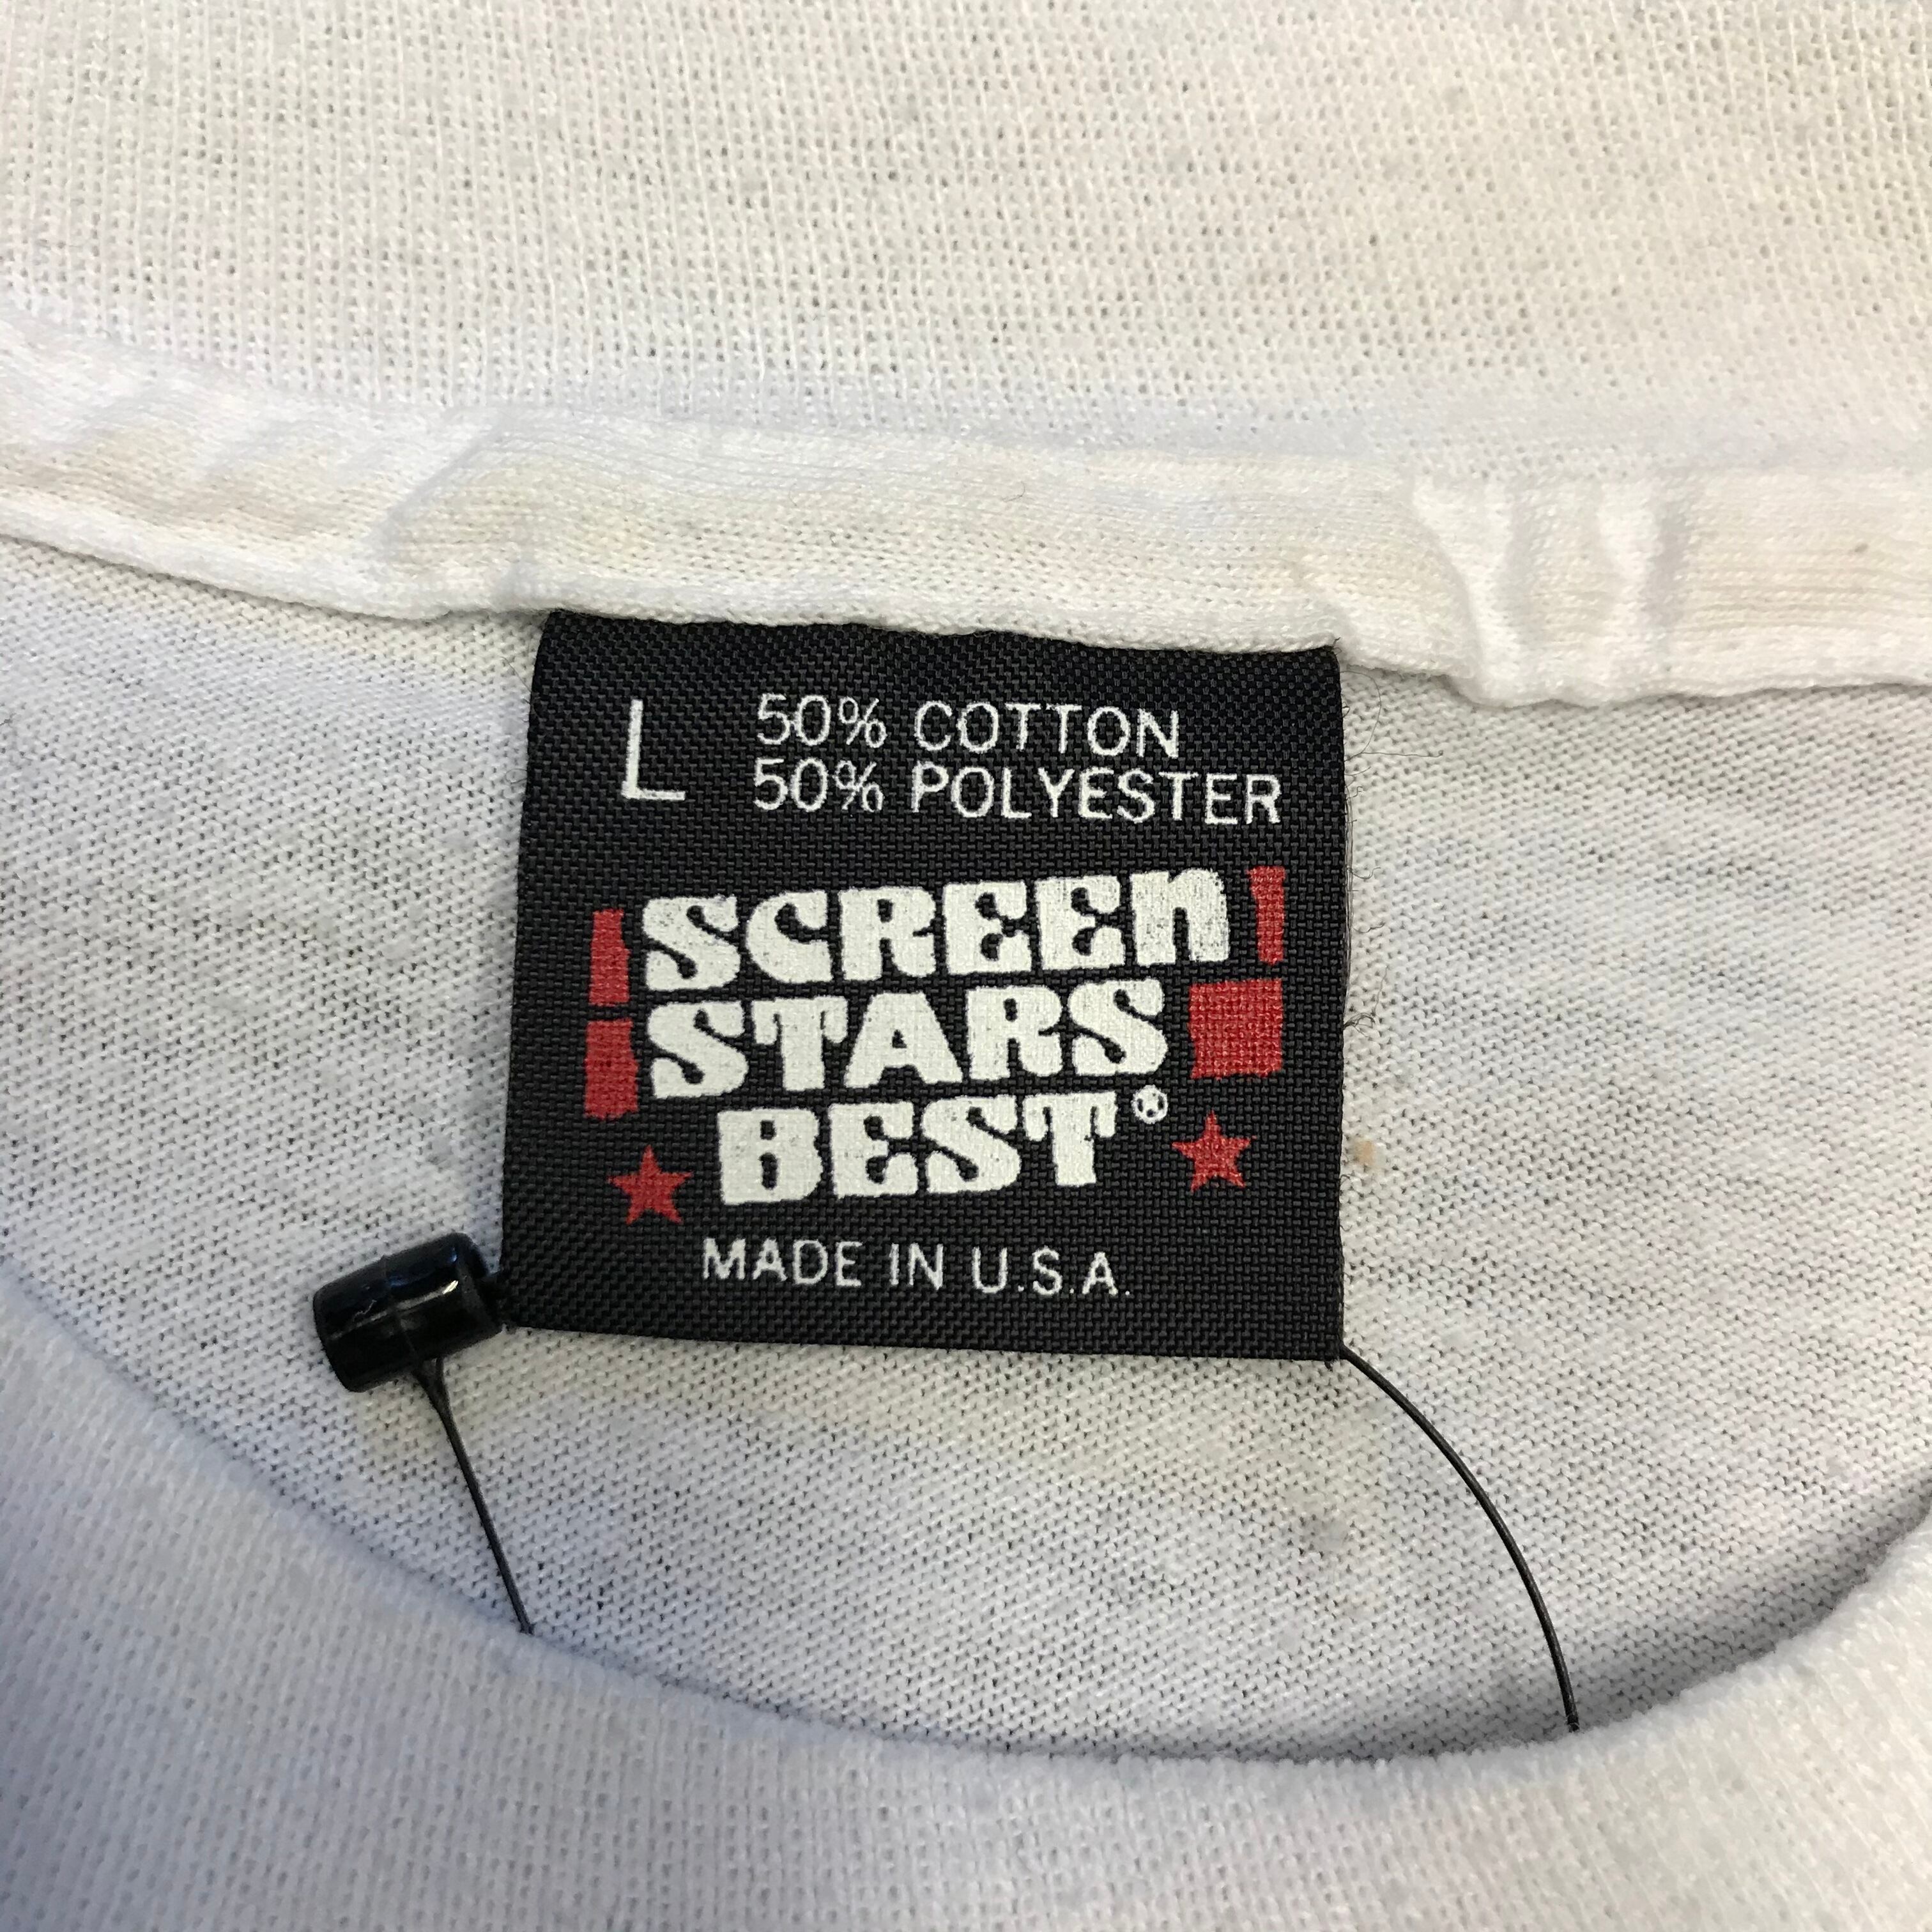 L 50% COTTON
50% POLYESTER
SCREEN
STARS
BEST®
MADE IN U.S.A.